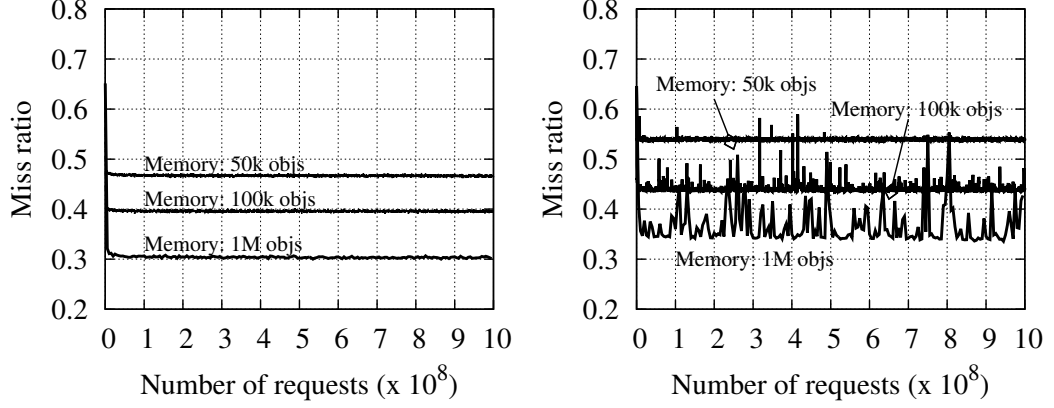 0.8
0.7
0.6
0.5
0.4
0.3
0.2
Miss ratio
Memory: 50k objs
Memory: 100k objs
Memory: 1M objs
0 1 2 3 4 5 6 7 8 9 10
Number of requests (x 10^8)
0.8
0.7
0.6
0.5
0.4
0.3
0.2
Miss ratio
Memory: 50k objs
Memory: 100k objs
Memory: 1M objs
0 1 2 3 4 5 6 7 8 9 10
Number of requests (x 10^8)